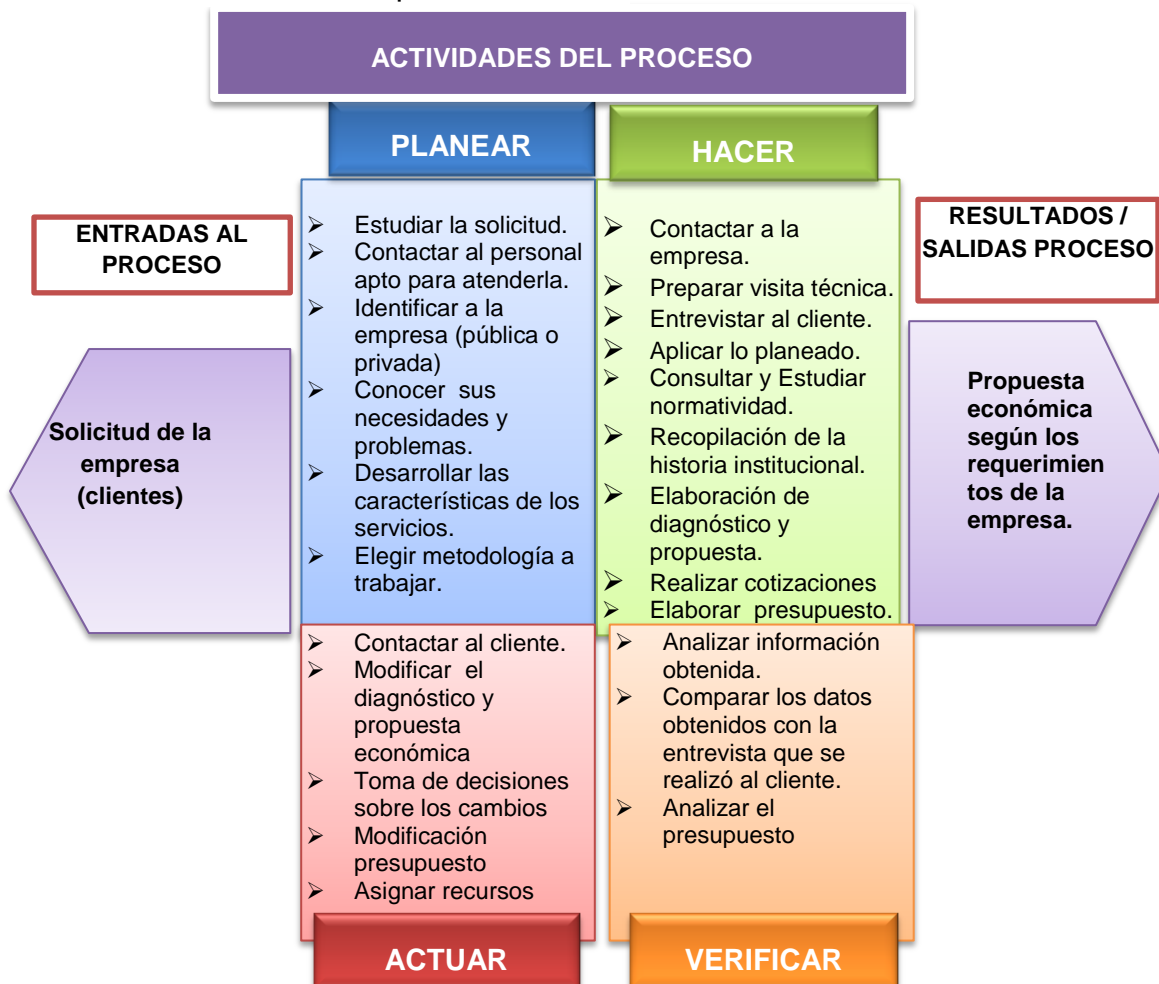 ACTIVIDADES DEL PROCESO
PLANEAR
HACER
ENTRADAS AL
PROCESO
RESULTADOS /
SALIDAS PROCESO
Solicitud de la
empresa
(clientes)
➢ Estudiar la solicitud.
➢ Contactar al personal
apto para atenderla.
➢ Identificar a la
empresa (pública o
privada)
➢ Conocer sus
necesidades y
problemas.
➢ Desarrollar las
características de los
servicios.
➢ Elegir metodología a
trabajar.
➢ Contactar a la
empresa.
➢ Preparar visita técnica.
➢ Entrevistar al cliente.
➢ Aplicar lo planeado.
➢ Consultar y Estudiar
normatividad.
➢ Recopilación de la
historia institucional.
➢ Elaboración de
diagnóstico y
propuesta.
➢ Realizar cotizaciones
➢ Elaborar presupuesto.
Propuesta
económica
según los
requerimien
tos de la
empresa.
➢ Contactar al cliente.
➢ Modificar el
diagnóstico y
propuesta
económica
➢ Toma de decisiones
sobre los cambios
➢ Modificación
presupuesto
➢ Asignar recursos
➢ Analizar información
obtenida.
➢ Comparar los datos
obtenidos con la
entrevista que se
realizó al cliente.
➢ Analizar el
presupuesto
ACTUAR
VERIFICAR